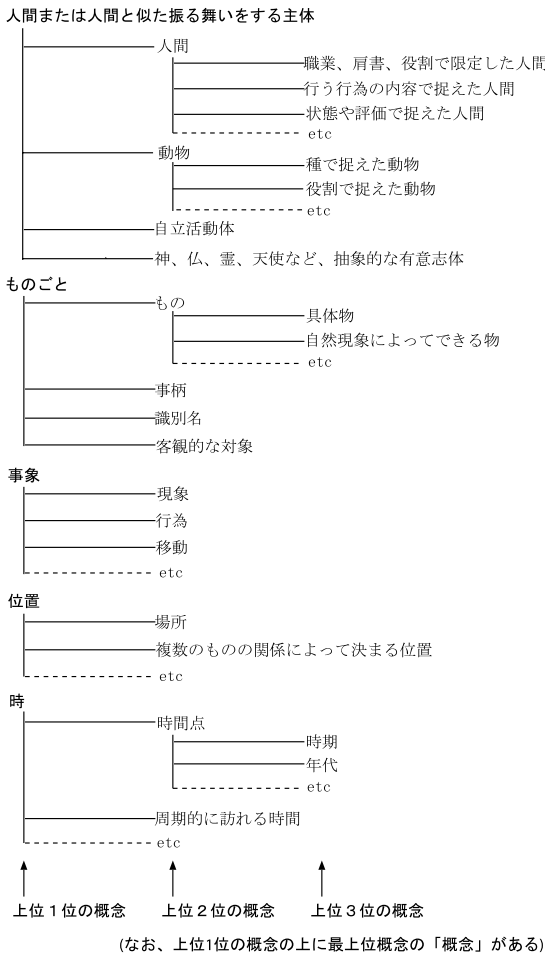 人間または人間と似た振る舞いをする主体
人間
職業、肩書、役割で限定した人間
行う行為の内容で捉えた人間
状態や評価で捉えた人間
etc
動物
種で捉えた動物
役割で捉えた動物
etc
自立活動体
神、仏、霊、天使など、抽象的な有意志体
ものごと
もの
具体物
自然現象によってできる物
etc
事柄
識別名
客観的な対象
事象
現象
行為
移動
etc
位置
場所
複数のものの関係によって決まる位置
etc
時
時間点
時期
年代
etc
周期的に訪れる時間
etc
上位1位の概念 上位2位の概念 上位3位の概念
(なお、上位1位の概念の上に最上位概念の「概念」がある)